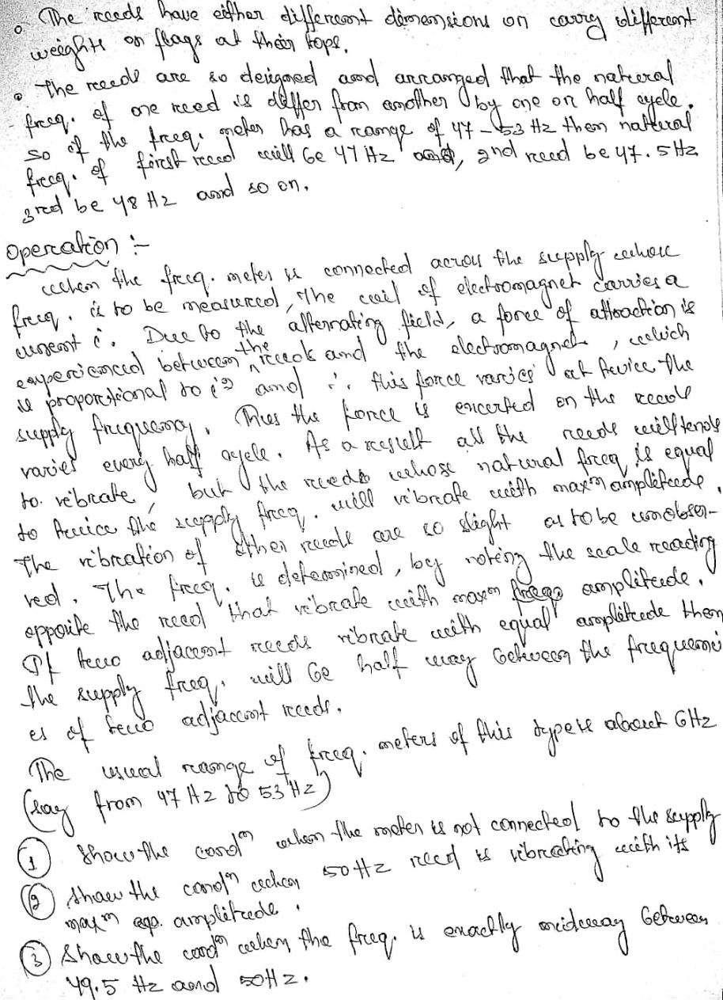 • The reeds have either different dimensions or carry different
weights or flags at their tops.
• The reeds are so designed and arranged that the natural
freq. of one reed is differ from another by one or half cycle.
So if the freq. meter has a range of 47 - 53 Hz then natural
freq. of first reed will be 47 Hz and, 2nd reed be 47.5 Hz
3rd be 48 Hz and so on.
Operation :-
When the freq. meter is connected across the supply whose
freq. is to be measured, the coil of electromagnet carries a
current i. Due to the alternating field, a force of attraction is
experienced between the reeds and the electromagnet, which
is proportional to i² and ∴ this force varies at twice the
supply frequency. Thus the force is exerted on the reeds
varies every half cycle. As a result all the reeds will tends
to vibrate, but the reeds whose natural freq is equal
to twice the supply freq. will vibrate with maxm amplitude.
The vibration of other reeds are so slight as to be unobser-
ved. The freq. is determined, by noting the scale reading
opposite the reed that vibrate with maxm freq amplitude.
If two adjacent reeds vibrate with equal amplitude then
the supply freq. will be half way between the frequenci
es of two adjacent reeds.
The usual range of freq. meters of this type is about 6Hz
(say from 47 Hz to 53 Hz)
① Show the condn when the meter is not connected to the supply
② Show the condn when 50Hz reed is vibrating with its
maxm amplitude.
③ Show the condn when the freq. is exactly midway between
49.5 Hz and 50Hz.